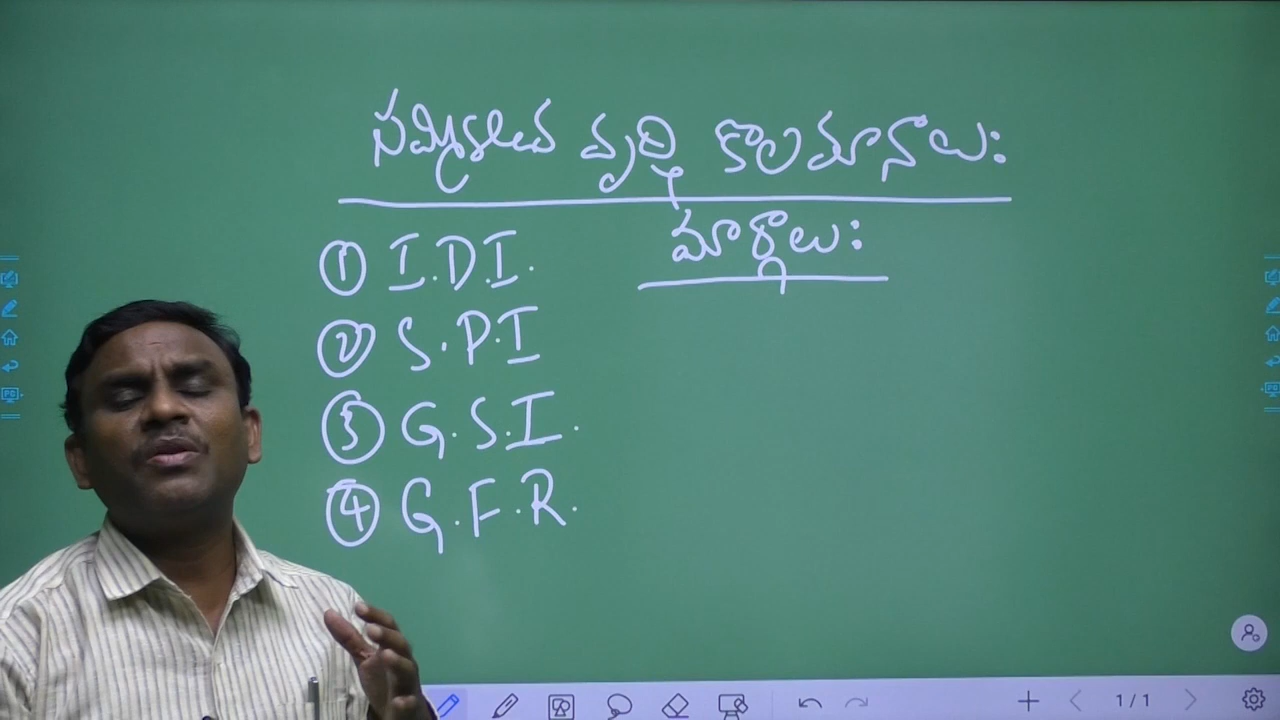 సమ్మిళిత వృద్ధి కొలమానాలు:
మార్గాలు:
① I.D.I.
② S.P.I
③ G.S.I.
④ G.F.R.
1/1